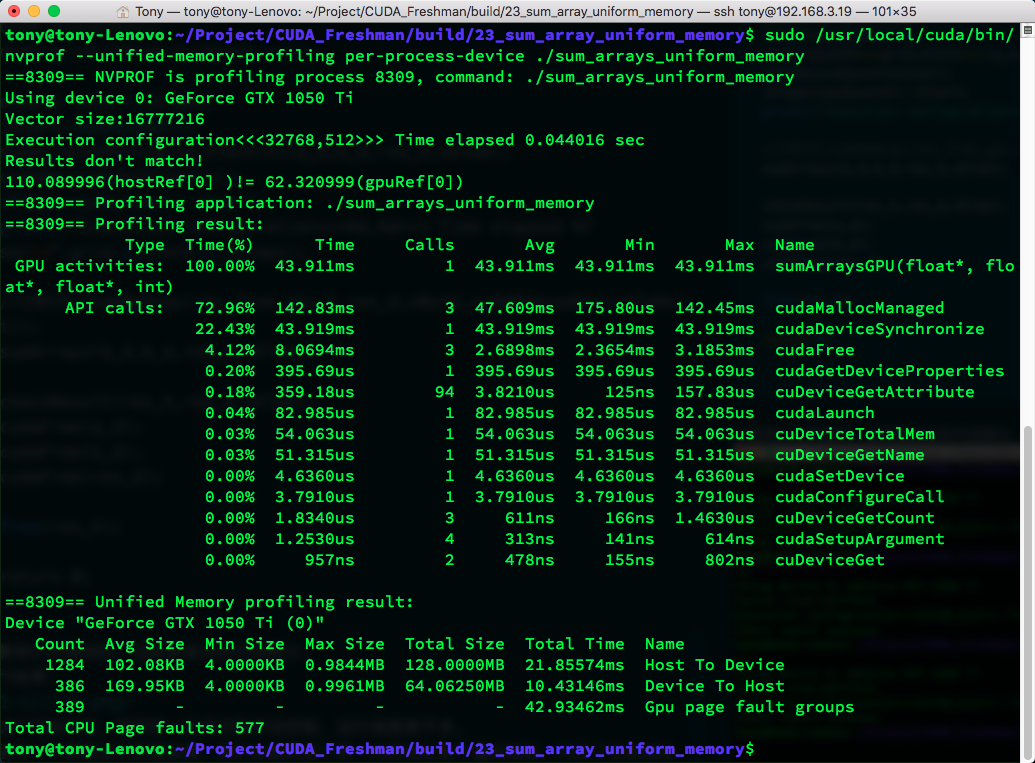 Tony — tony@tony-Lenovo: ~/Project/CUDA_Freshman/build/23_sum_array_uniform_memory — ssh tony@192.168.3.19 — 101×35
tony@tony-Lenovo:~/Project/CUDA_Freshman/build/23_sum_array_uniform_memory$ sudo /usr/local/cuda/bin/
nvprof --unified-memory-profiling per-process-device ./sum_arrays_uniform_memory
==8309== NVPROF is profiling process 8309, command: ./sum_arrays_uniform_memory
Using device 0: GeForce GTX 1050 Ti
Vector size:16777216
Execution configuration<<<32768,512>>> Time elapsed 0.044016 sec
Results don't match!
110.089996(hostRef[0] )!= 62.320999(gpuRef[0])
==8309== Profiling application: ./sum_arrays_uniform_memory
==8309== Profiling result:
            Type  Time(%)      Time     Calls       Avg       Min       Max  Name
 GPU activities:  100.00%  43.911ms         1  43.911ms  43.911ms  43.911ms  sumArraysGPU(float*, flo
at*, float*, int)
      API calls:   72.96%  142.83ms         3  47.609ms  175.80us  142.45ms  cudaMallocManaged
                   22.43%  43.919ms         1  43.919ms  43.919ms  43.919ms  cudaDeviceSynchronize
                    4.12%  8.0694ms         3  2.6898ms  2.3654ms  3.1853ms  cudaFree
                    0.20%  395.69us         1  395.69us  395.69us  395.69us  cudaGetDeviceProperties
                    0.18%  359.18us        94  3.8210us     125ns  157.83us  cuDeviceGetAttribute
                    0.04%  82.985us         1  82.985us  82.985us  82.985us  cudaLaunch
                    0.03%  54.063us         1  54.063us  54.063us  54.063us  cuDeviceTotalMem
                    0.03%  51.315us         1  51.315us  51.315us  51.315us  cuDeviceGetName
                    0.00%  4.6360us         1  4.6360us  4.6360us  4.6360us  cudaSetDevice
                    0.00%  3.7910us         1  3.7910us  3.7910us  3.7910us  cudaConfigureCall
                    0.00%  1.8340us         3     611ns     166ns  1.4630us  cuDeviceGetCount
                    0.00%  1.2530us         4     313ns     141ns     614ns  cudaSetupArgument
                    0.00%     957ns         2     478ns     155ns     802ns  cuDeviceGet
==8309== Unified Memory profiling result:
Device "GeForce GTX 1050 Ti (0)"
   Count  Avg Size  Min Size  Max Size  Total Size  Total Time  Name
    1284  102.08KB  4.0000KB  0.9844MB  128.0000MB  21.85574ms  Host To Device
     386  169.95KB  4.0000KB  0.9961MB  64.06250MB  10.43146ms  Device To Host
     389         -         -         -           -  42.93462ms  Gpu page fault groups
Total CPU Page faults: 577
tony@tony-Lenovo:~/Project/CUDA_Freshman/build/23_sum_array_uniform_memory$